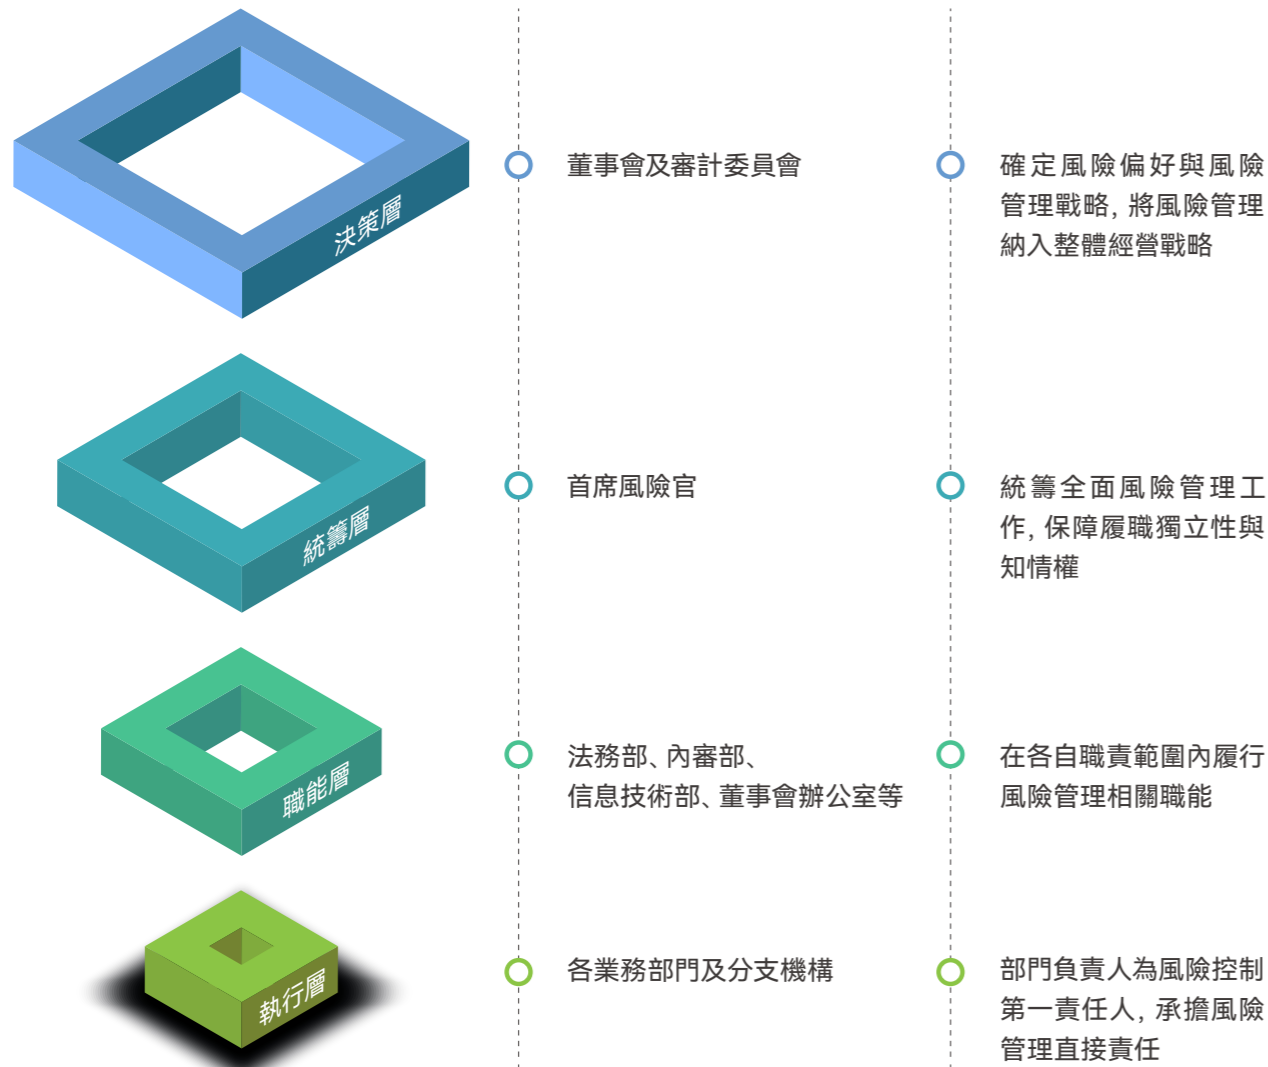 決策層
董事會及審計委員會
確定風險偏好與風險
管理戰略, 將風險管理
納入整體經營戰略
統籌層
首席風險官
統籌全面風險管理工
作, 保障履職獨立性與
知情權
職能層
法務部、內審部、
信息技術部、董事會辦公室等
在各自職責範圍內履行
風險管理相關職能
執行層
各業務部門及分支機構
部門負責人為風險控制
第一責任人, 承擔風險
管理直接責任